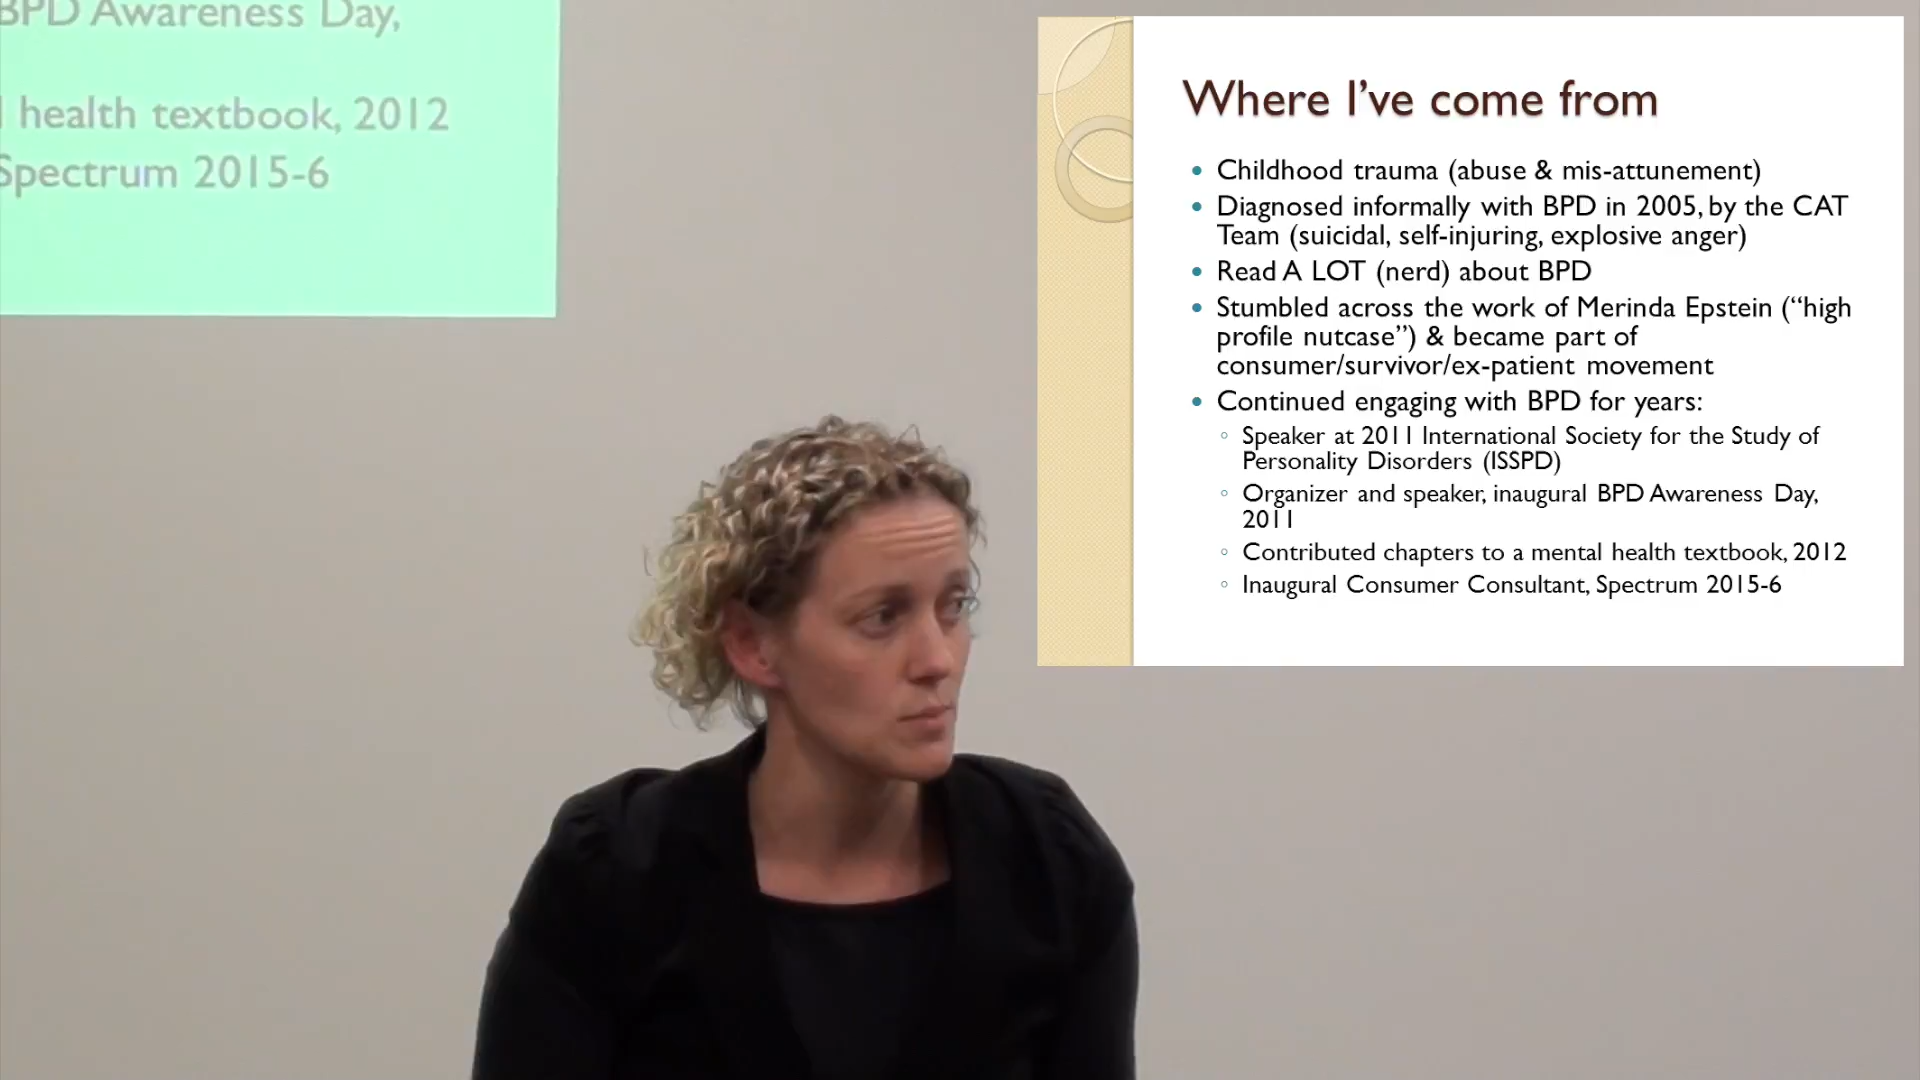 BPD Awareness Day,
health textbook, 2012
Spectrum 2015-6
Where I've come from
• Childhood trauma (abuse & mis-attunement)
• Diagnosed informally with BPD in 2005, by the CAT
Team (suicidal, self-injuring, explosive anger)
• Read A LOT (nerd) about BPD
• Stumbled across the work of Merinda Epstein (“high
profile nutcase”) & became part of
consumer/survivor/ex-patient movement
• Continued engaging with BPD for years:
◦ Speaker at 2011 International Society for the Study of
Personality Disorders (ISSPD)
◦ Organizer and speaker, inaugural BPD Awareness Day,
2011
◦ Contributed chapters to a mental health textbook, 2012
◦ Inaugural Consumer Consultant, Spectrum 2015-6